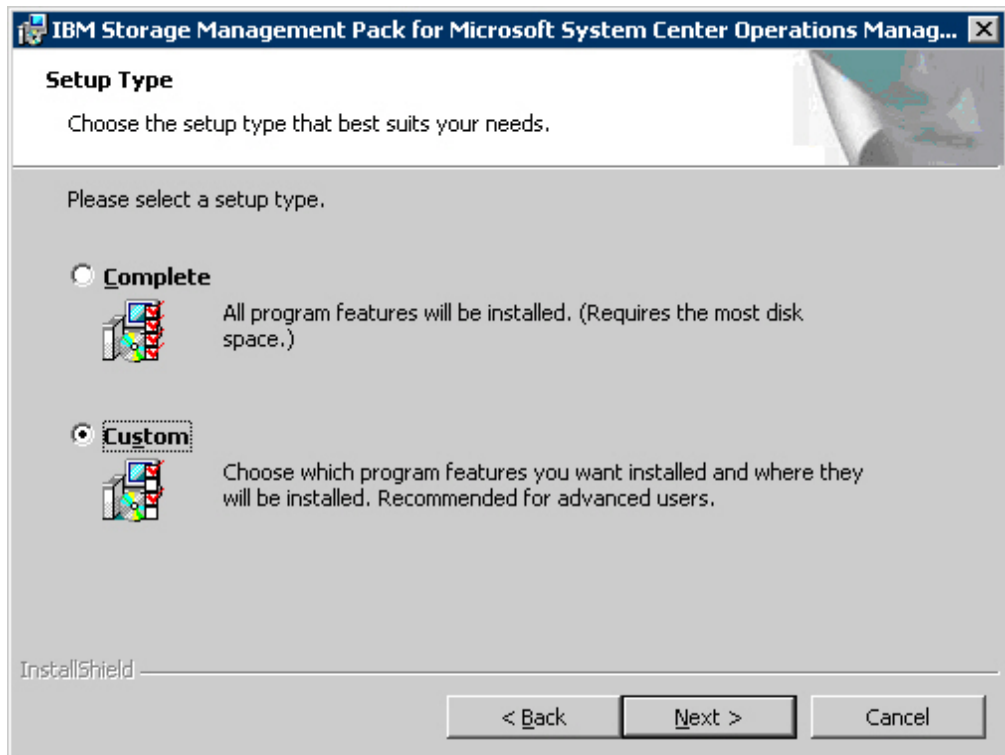 IBM Storage Management Pack for Microsoft System Center Operations Manag...
Setup Type
Choose the setup type that best suits your needs.
Please select a setup type.
Complete
All program features will be installed. (Requires the most disk
space.)
Custom
Choose which program features you want installed and where they
will be installed. Recommended for advanced users.
InstallShield
< Back
Next >
Cancel